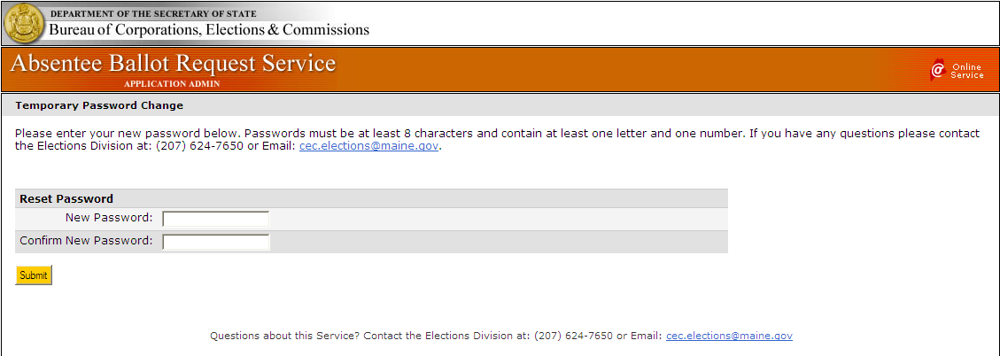 DEPARTMENT OF THE SECRETARY OF STATE
Bureau of Corporations, Elections & Commissions
Absentee Ballot Request Service
APPLICATION ADMIN
@ Online
Service
Temporary Password Change
Please enter your new password below. Passwords must be at least 8 characters and contain at least one letter and one number. If you have any questions please contact
the Elections Division at: (207) 624-7650 or Email: cec.elections@maine.gov.
Reset Password
New Password:
Confirm New Password:
Submit
Questions about this Service? Contact the Elections Division at: (207) 624-7650 or Email: cec.elections@maine.gov